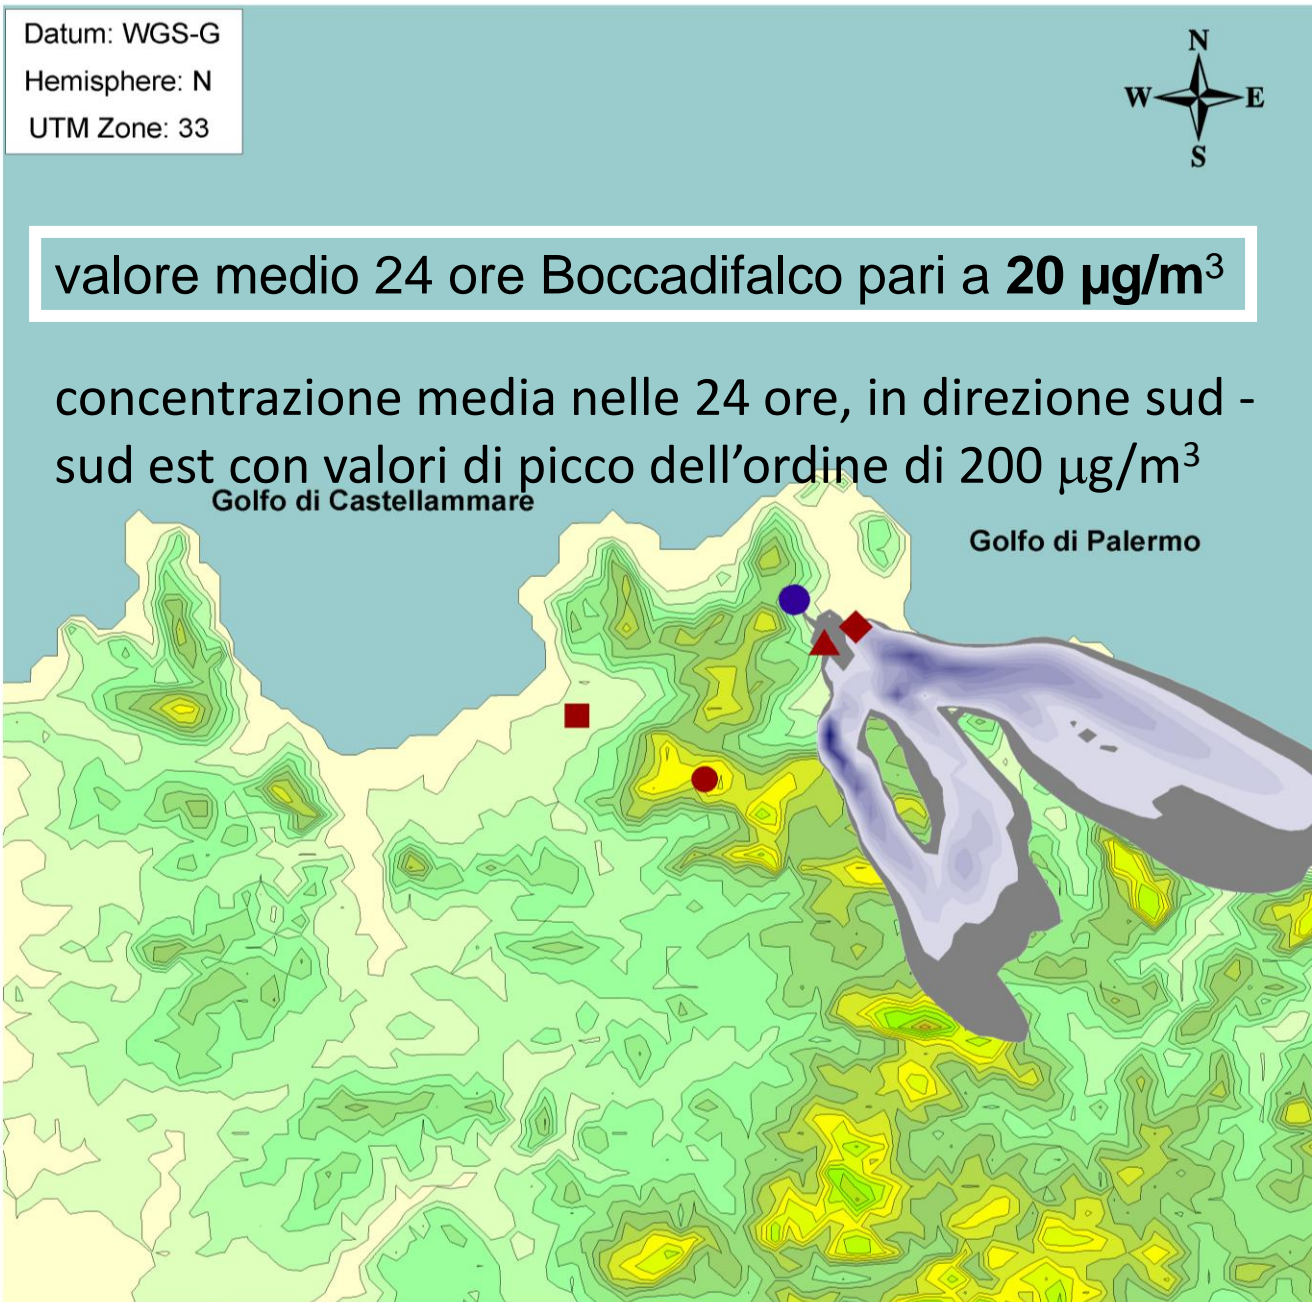 Datum: WGS-G
Hemisphere: N
UTM Zone: 33
N
W E
S
valore medio 24 ore Boccadifalco pari a 20 µg/m³
concentrazione media nelle 24 ore, in direzione sud -
sud est con valori di picco dell’ordine di 200 µg/m³
Golfo di Castellammare
Golfo di Palermo